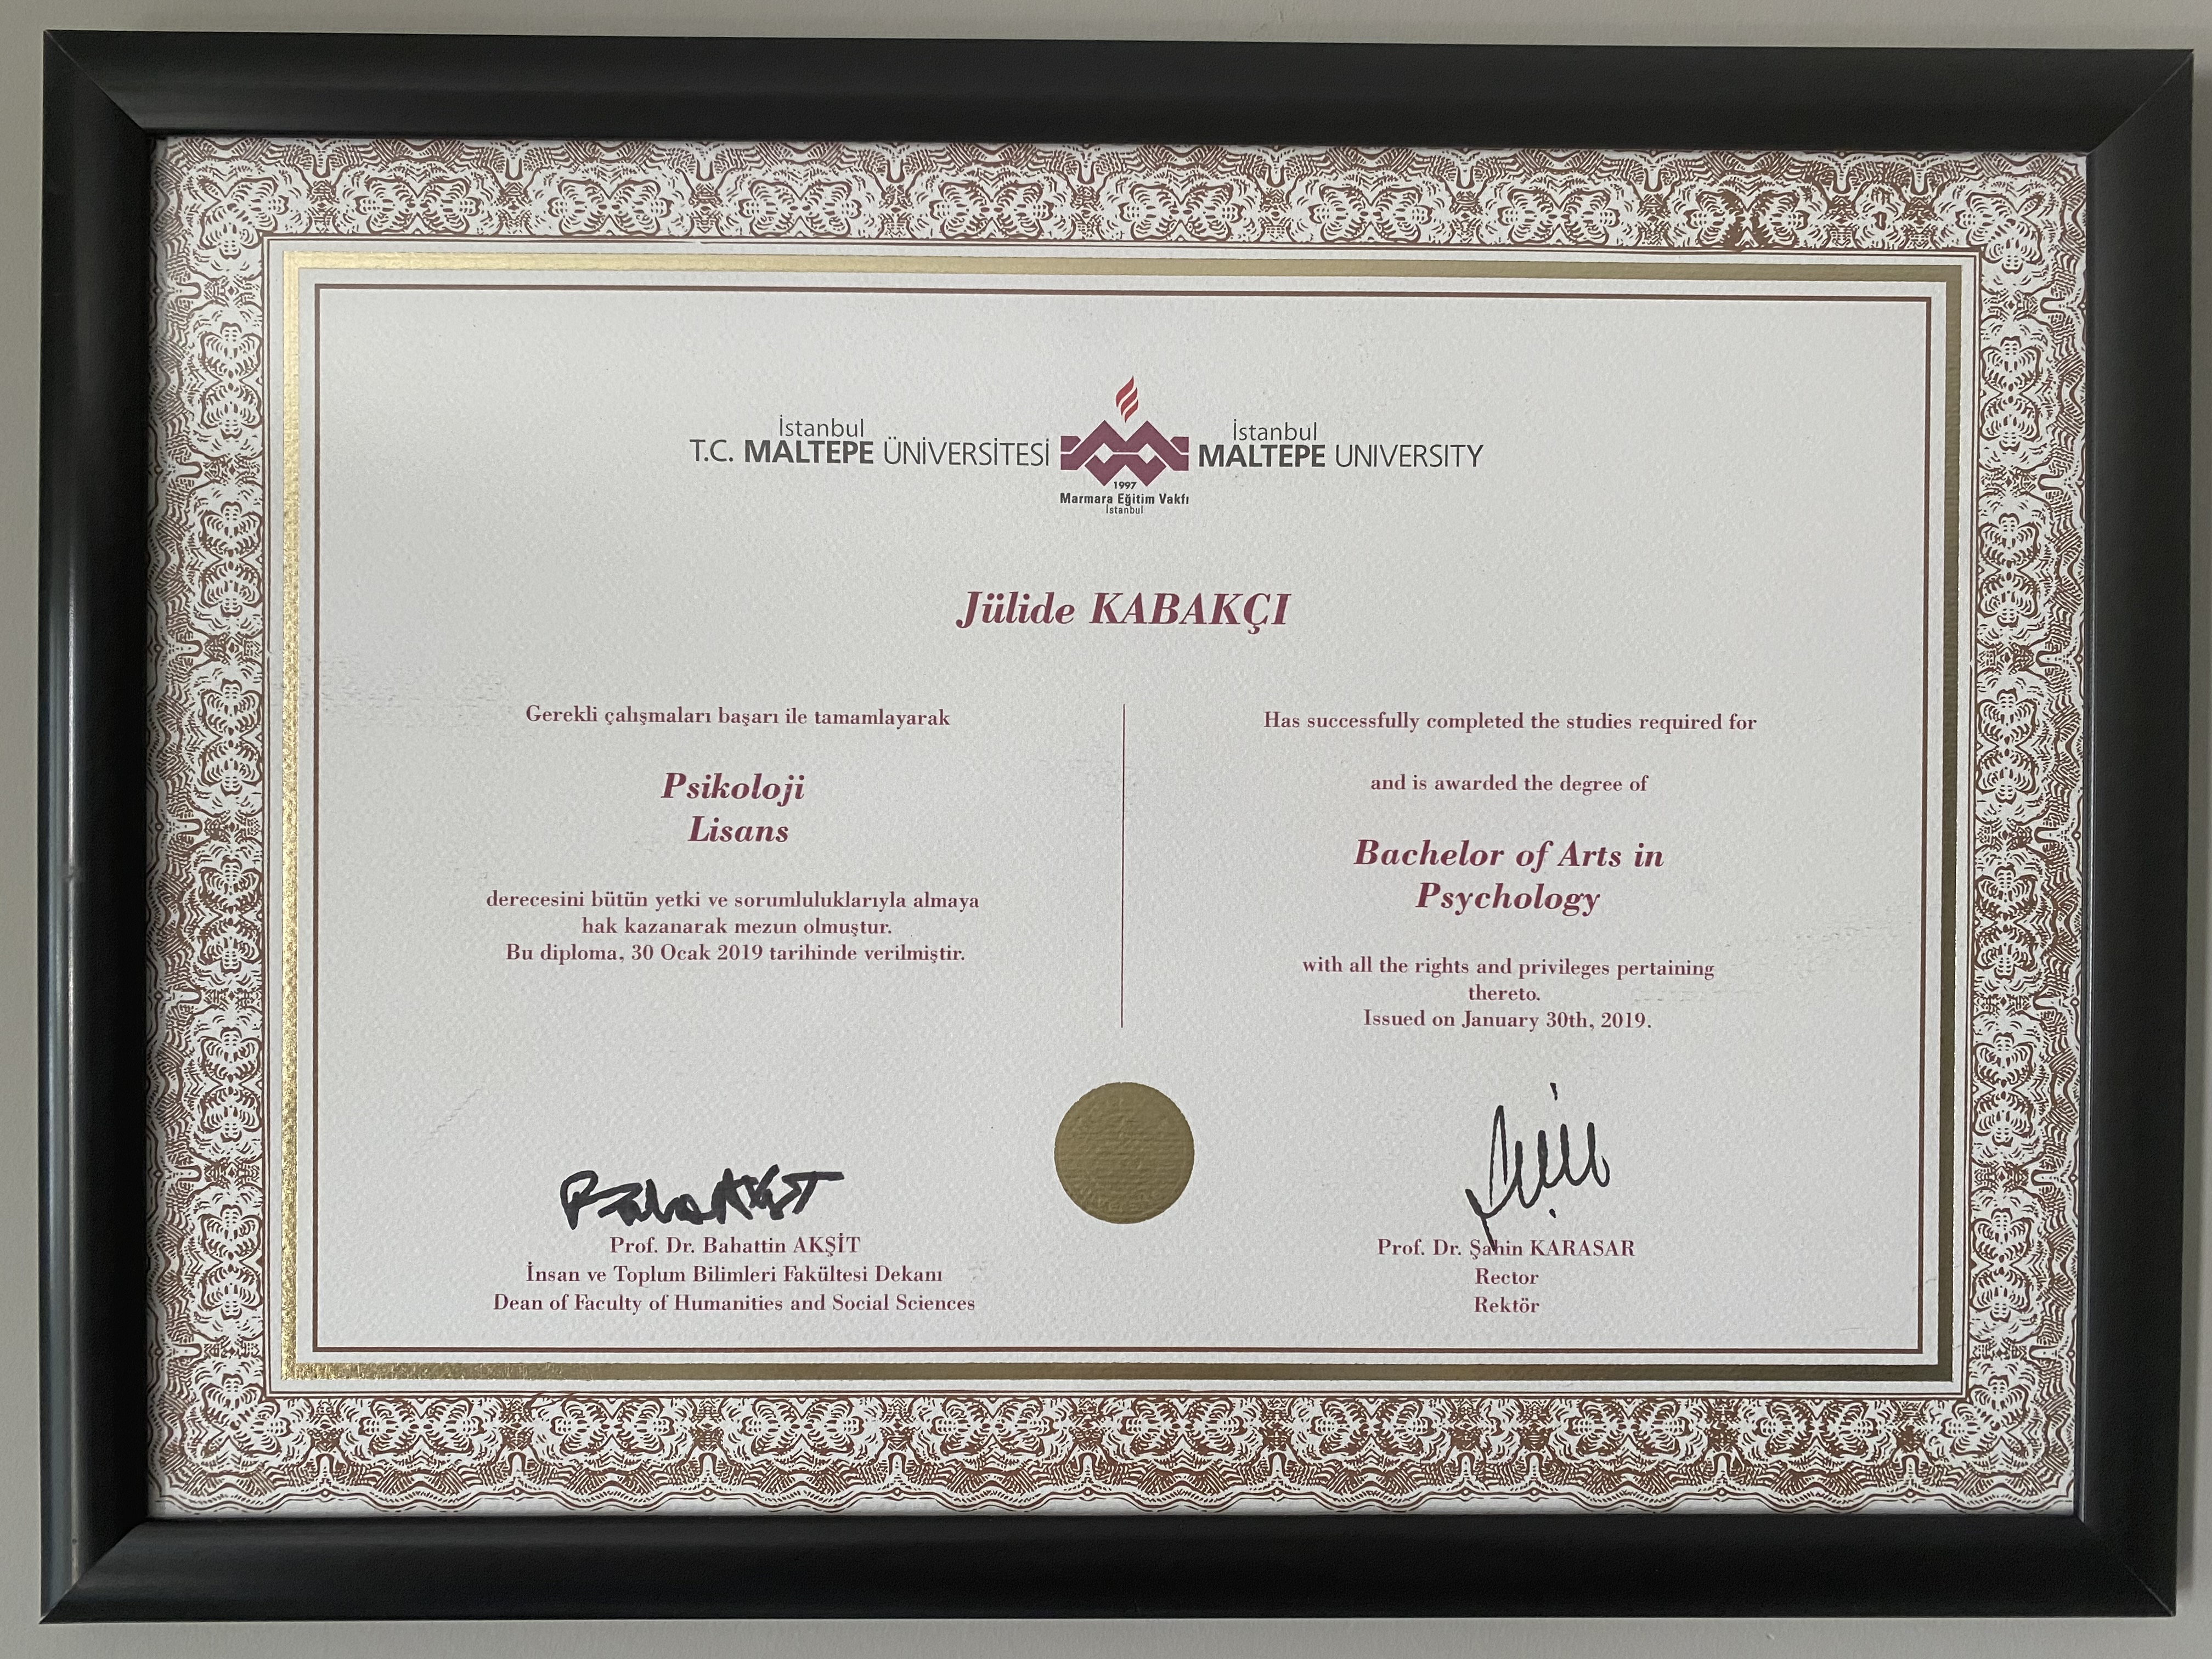 İstanbul
T.C. MALTEPE ÜNİVERSİTESİ
İstanbul
MALTEPE UNIVERSITY
1997
Marmara Eğitim Vakfı
İstanbul
Jülide KABAKÇI
Gerekli çalışmaları başarı ile tamamlayarak
Psikoloji
Lisans
derecesini bütün yetki ve sorumluluklarıyla almaya
hak kazanarak mezun olmuştur.
Bu diploma, 30 Ocak 2019 tarihinde verilmiştir.
Has successfully completed the studies required for
and is awarded the degree of
Bachelor of Arts in
Psychology
with all the rights and privileges pertaining
thereto.
Issued on January 30th, 2019.
Prof. Dr. Bahattin AKŞİT
İnsan ve Toplum Bilimleri Fakültesi Dekanı
Dean of Faculty of Humanities and Social Sciences
Prof. Dr. Şahin KARASAR
Rector
Rektör